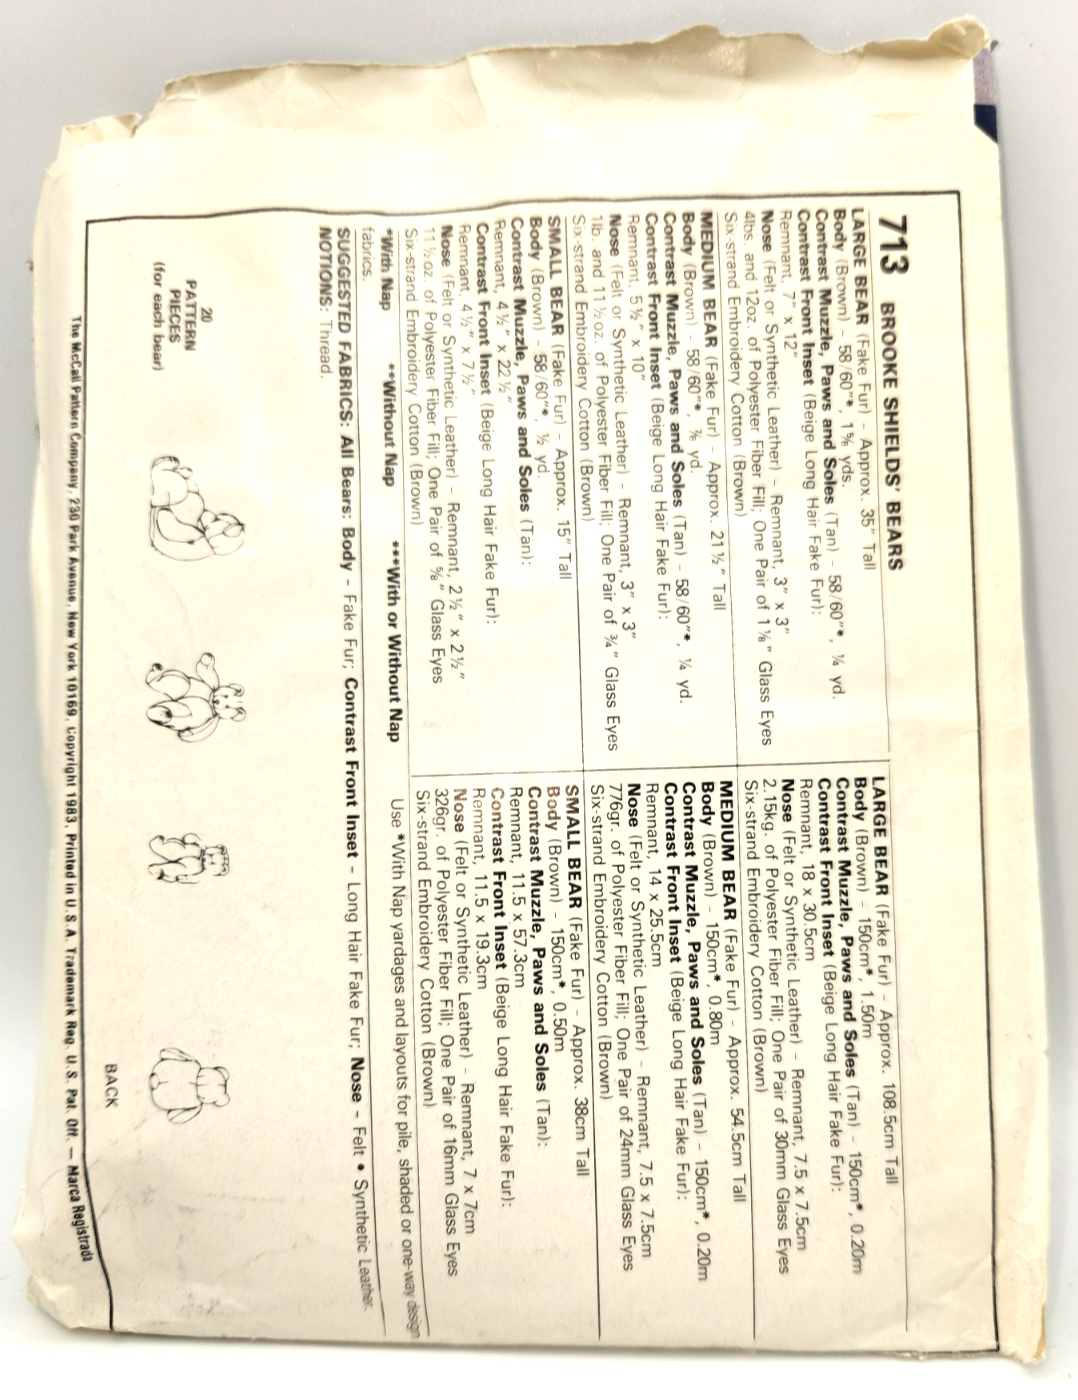 713 BROOKE SHIELDS' BEARS
LARGE BEAR (Fake Fur) – Approx. 35" Tall
Body (Brown) – 58/60"*, 1⅝ yds.
Contrast Muzzle, Paws and Soles (Tan) – 58/60"*, ¼ yd.
Contrast Front Inset (Beige Long Hair Fake Fur):
Remnant, 7" x 12"
Nose (Felt or Synthetic Leather) – Remnant, 3" x 3"
4lbs. and 12oz. of Polyester Fiber Fill; One Pair of 1⅛" Glass Eyes
Six-strand Embroidery Cotton (Brown)
MEDIUM BEAR (Fake Fur) – Approx. 21½" Tall
Body (Brown) – 58/60"*, ⅞ yd.
Contrast Muzzle, Paws and Soles (Tan) – 58/60"*, ¼ yd.
Contrast Front Inset (Beige Long Hair Fake Fur):
Remnant, 5½" x 10"
Nose (Felt or Synthetic Leather) – Remnant, 3" x 3"
1lb. and 11½oz. of Polyester Fiber Fill; One Pair of ¾" Glass Eyes
Six-strand Embroidery Cotton (Brown)
SMALL BEAR (Fake Fur) – Approx. 15" Tall
Body (Brown) – 58/60"*, ½ yd.
Contrast Muzzle, Paws and Soles (Tan):
Remnant, 4½" x 22½"
Contrast Front Inset (Beige Long Hair Fake Fur):
Remnant, 4½" x 7½"
Nose (Felt or Synthetic Leather) – Remnant, 2½" x 2½"
11½oz. of Polyester Fiber Fill; One Pair of ⅝" Glass Eyes
Six-strand Embroidery Cotton (Brown)
LARGE BEAR (Fake Fur) – Approx. 108.5cm Tall
Body (Brown) – 150cm*, 1.50m
Contrast Muzzle, Paws and Soles (Tan) – 150cm*, 0.20m
Contrast Front Inset (Beige Long Hair Fake Fur):
Remnant, 18 x 30.5cm
Nose (Felt or Synthetic Leather) – Remnant, 7.5 x 7.5cm
2.15kg. of Polyester Fiber Fill; One Pair of 30mm Glass Eyes
Six-strand Embroidery Cotton (Brown)
MEDIUM BEAR (Fake Fur) – Approx. 54.5cm Tall
Body (Brown) – 150cm*, 0.80m
Contrast Muzzle, Paws and Soles (Tan) – 150cm*, 0.20m
Contrast Front Inset (Beige Long Hair Fake Fur):
Remnant, 14 x 25.5cm
Nose (Felt or Synthetic Leather) – Remnant, 7.5 x 7.5cm
776gr. of Polyester Fiber Fill; One Pair of 24mm Glass Eyes
Six-strand Embroidery Cotton (Brown)
SMALL BEAR (Fake Fur) – Approx. 38cm Tall
Body (Brown) – 150cm*, 0.50m
Contrast Muzzle, Paws and Soles (Tan):
Remnant, 11.5 x 57.3cm
Contrast Front Inset (Beige Long Hair Fake Fur):
Remnant, 11.5 x 19.3cm
Nose (Felt or Synthetic Leather) – Remnant, 7 x 7cm
326gr. of Polyester Fiber Fill; One Pair of 16mm Glass Eyes
Six-strand Embroidery Cotton (Brown)
*With Nap **Without Nap ***With or Without Nap Use *With Nap yardages and layouts for pile, shaded or one-way design
fabrics.
SUGGESTED FABRICS: All Bears: Body – Fake Fur; Contrast Front Inset – Long Hair Fake Fur; Nose – Felt • Synthetic Leather.
NOTIONS: Thread.
20
PATTERN
PIECES
(for each bear)
BACK
The McCall Pattern Company, 230 Park Avenue, New York 10169, Copyright 1983, Printed in U.S.A. Trademark Reg. U.S. Pat. Off. — Marca Registrada